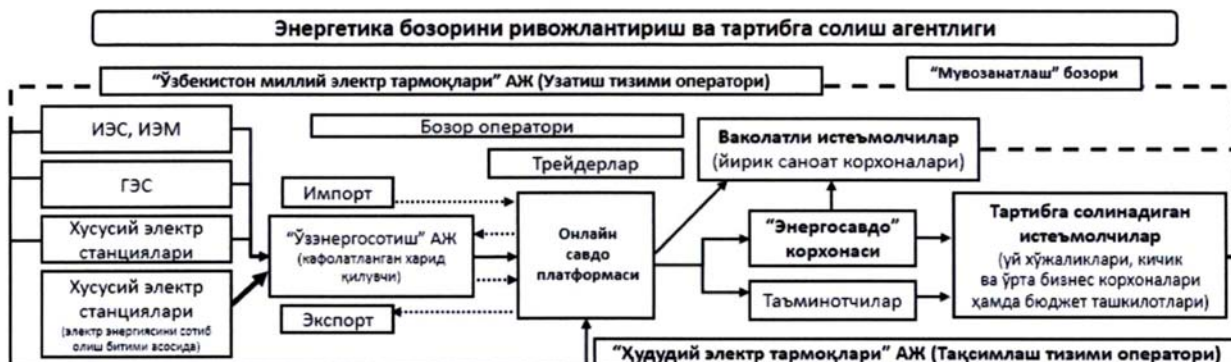 Энергетика бозорини ривожлантириш ва тартибга солиш агентлиги
“Ўзбекистон миллий электр тармоқлари” АЖ (Узатиш тизими оператори)
“Мувозанатлаш” бозори
ИЭС, ИЭМ
ГЭС
Хусусий электр
станциялари
Хусусий электр
станциялари
(электр энергиясини сотиб
олиш битими асосида)
Бозор оператори
Трейдерлар
Импорт
“Ўзэнергосотиш” АЖ
(кафолатланган харид
қилувчи)
Экспорт
Онлайн
савдо
платформаси
Ваколатли истеъмолчилар
(йирик саноат корхоналари)
“Энергосавдо”
корхонаси
Таъминотчилар
Тартибга солинадиган
истеъмолчилар
(уй хўжаликлари, кичик
ва ўрта бизнес корхоналари
ҳамда бюджет ташкилотлари)
“Ҳудудий электр тармоқлари” АЖ (Тақсимлаш тизими оператори)